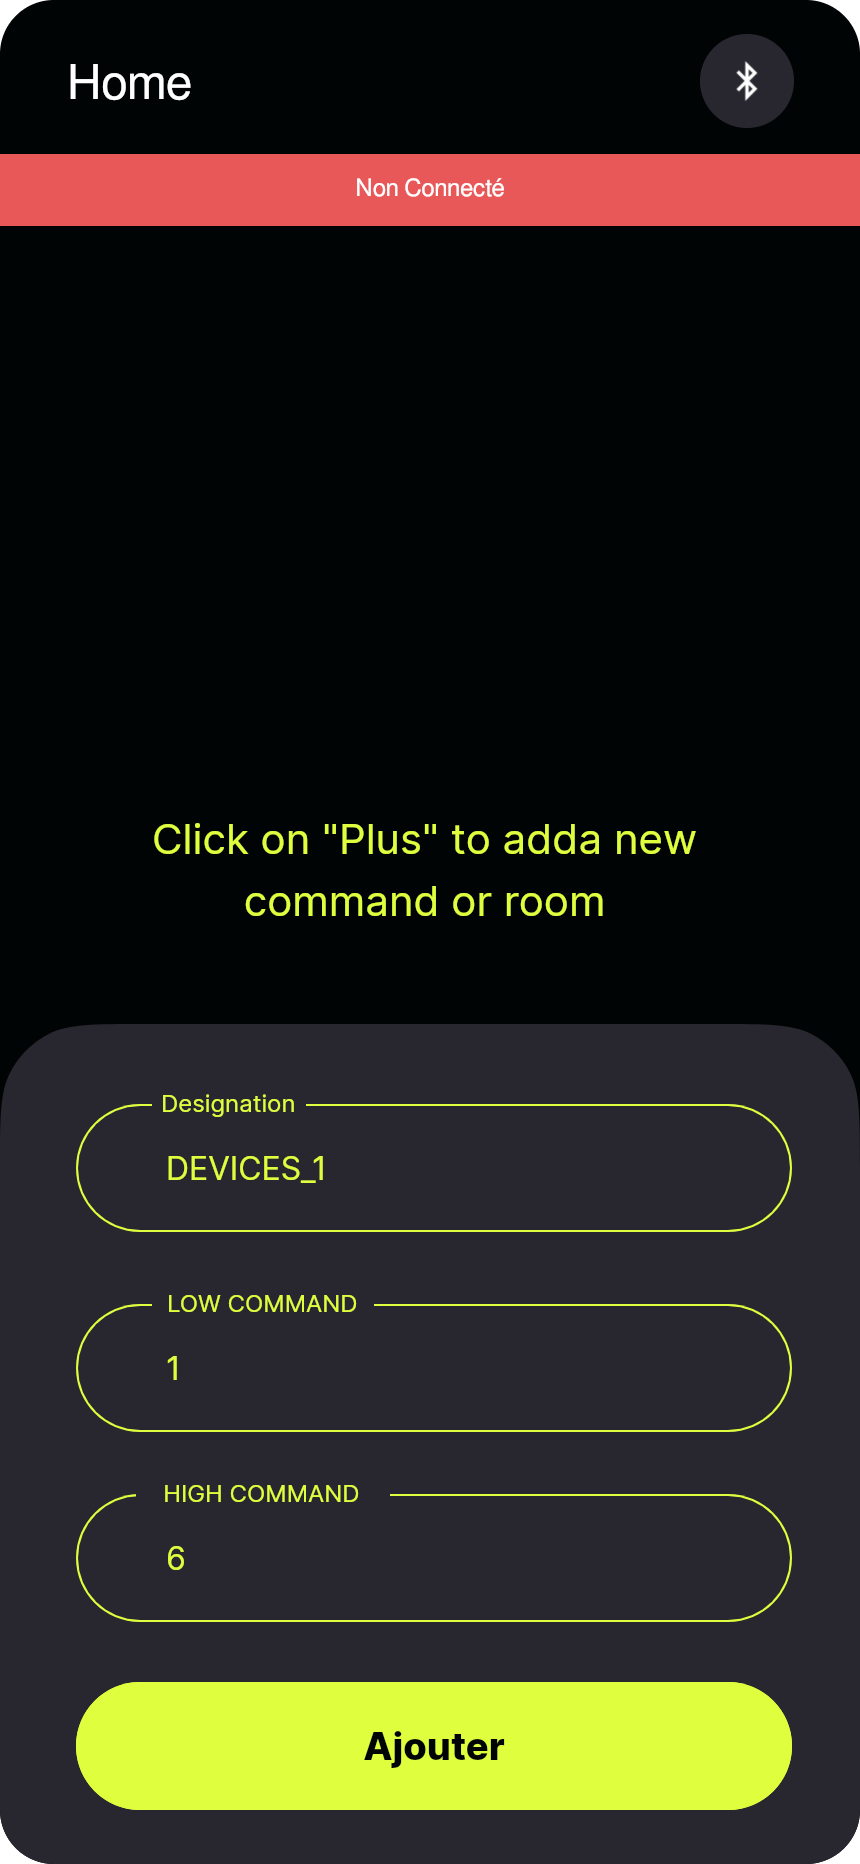 Home
Non Connecté
Click on "Plus" to adda new
command or room
Designation
DEVICES_1
LOW COMMAND
1
HIGH COMMAND
6
Ajouter